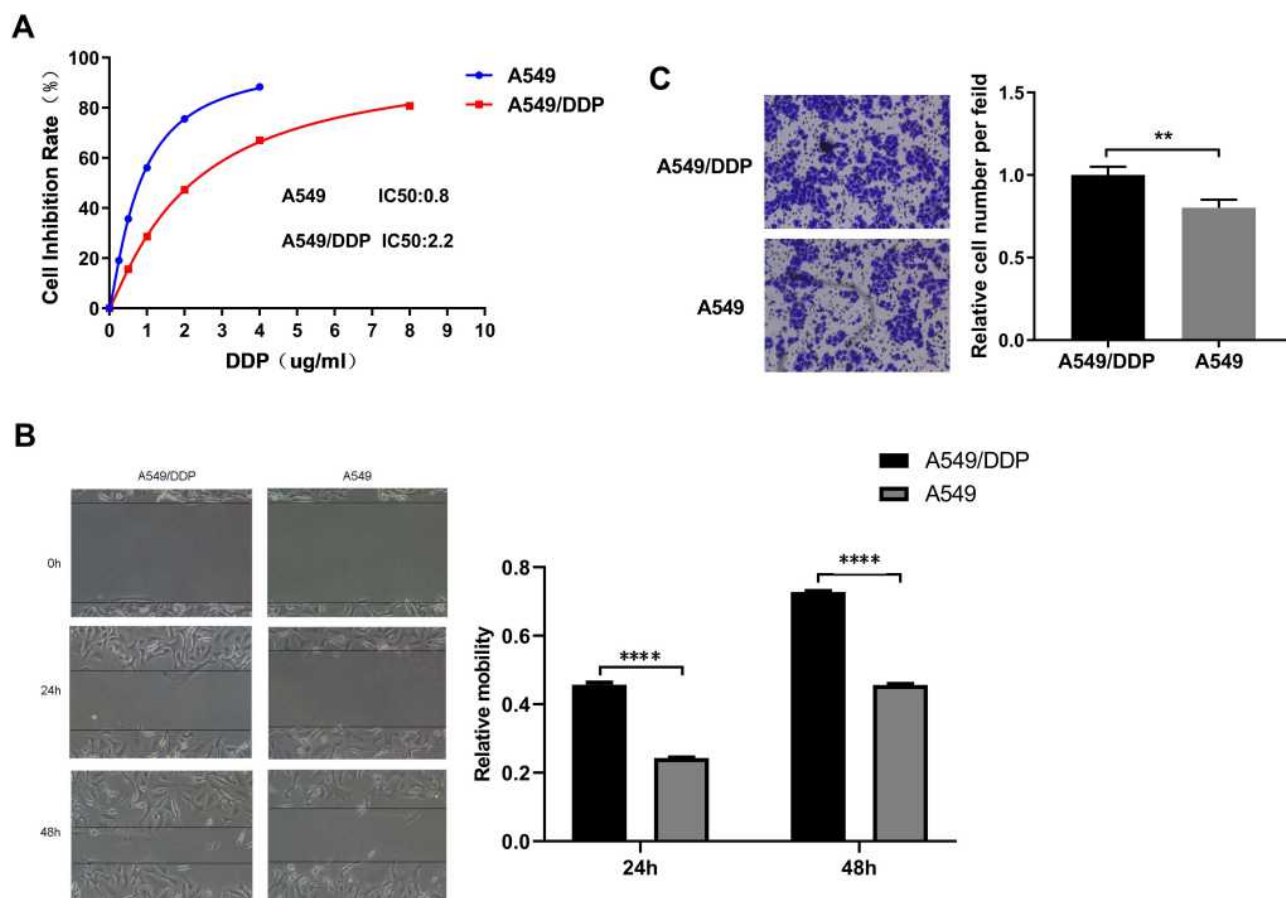 A
Cell Inhibition Rate（%）
100
80
60
40
20
0
0 1 2 3 4 5 6 7 8 9 10
DDP（ug/ml）
A549
A549/DDP
A549 IC50:0.8
A549/DDP IC50:2.2
C
A549/DDP
A549
Relative cell number per feild
1.5
1.0
0.5
0.0
**
A549/DDP A549
B
A549/DDP A549
0h
24h
48h
A549/DDP
A549
Relative mobility
0.8
0.6
0.4
0.2
0.0
****
****
24h 48h